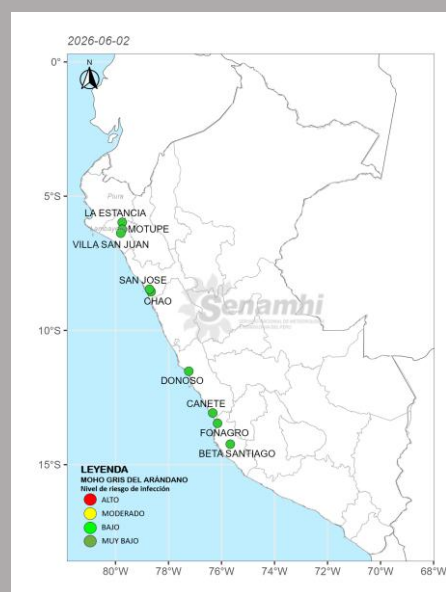 2026-06-02
N
0°
5°S
10°S
15°S
Piura
LA ESTANCIA
MOTUPE
VILLA SAN JUAN
SAN JOSE
CHAO
Senamhi
DONOSO
CAÑETE
FONAGRO
BETA SANTIAGO
LEYENDA
MOHO GRIS DEL ARÁNDANO
Nivel de riesgo de infección
ALTO
MODERADO
BAJO
MUY BAJO
80°W
78°W
76°W
74°W
72°W
70°W
68°W